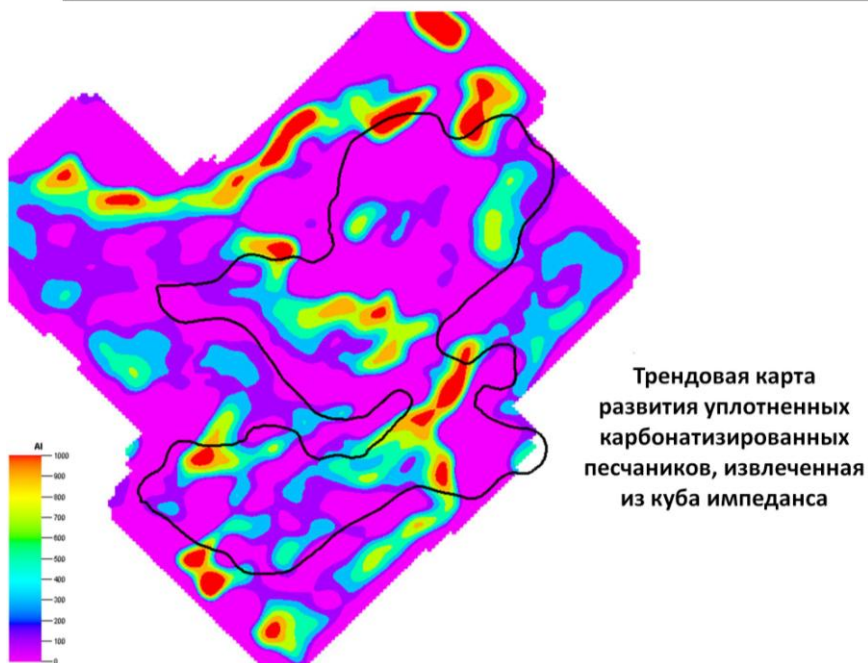 Трендовая карта
развития уплотненных
карбонатизированных
песчаников, извлеченная
из куба импеданса
AI
1000
900
800
700
600
500
400
300
200
100
0